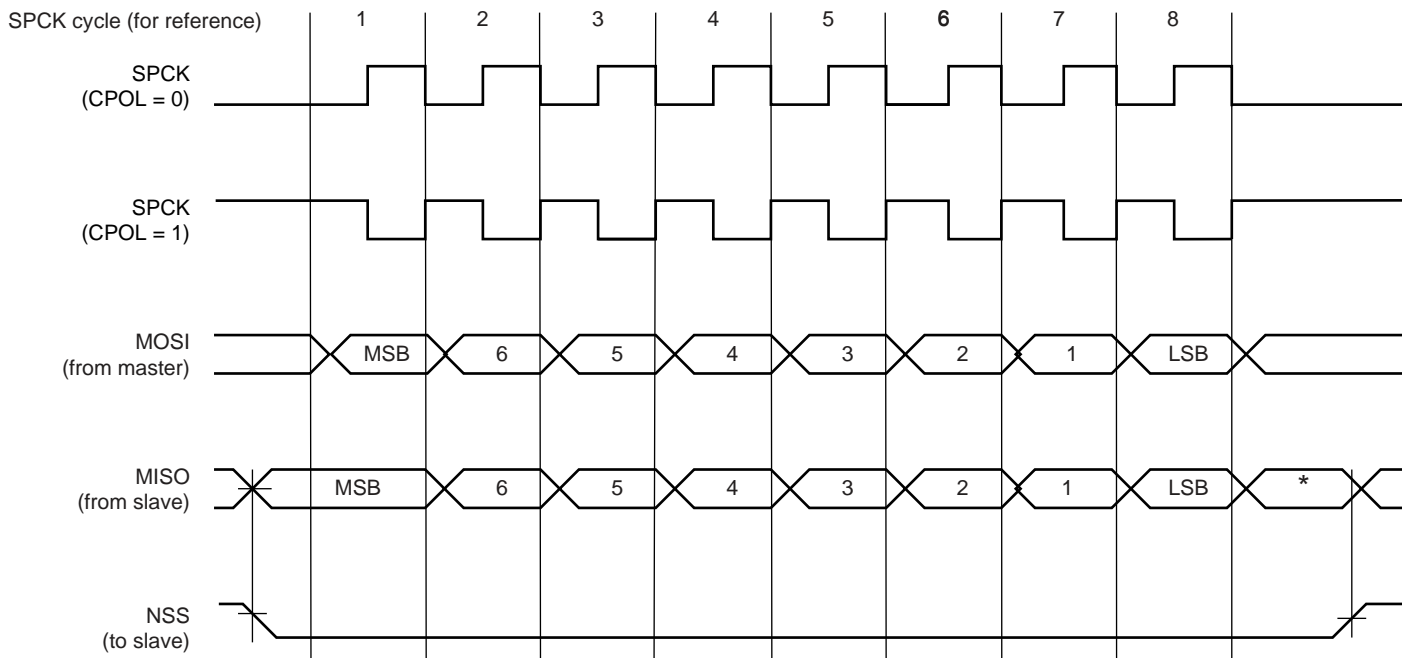 SPCK cycle (for reference) 1 2 3 4 5 6 7 8
SPCK
(CPOL = 0)
SPCK
(CPOL = 1)
MOSI
(from master)
MSB 6 5 4 3 2 1 LSB
MISO
(from slave)
MSB 6 5 4 3 2 1 LSB *
NSS
(to slave)